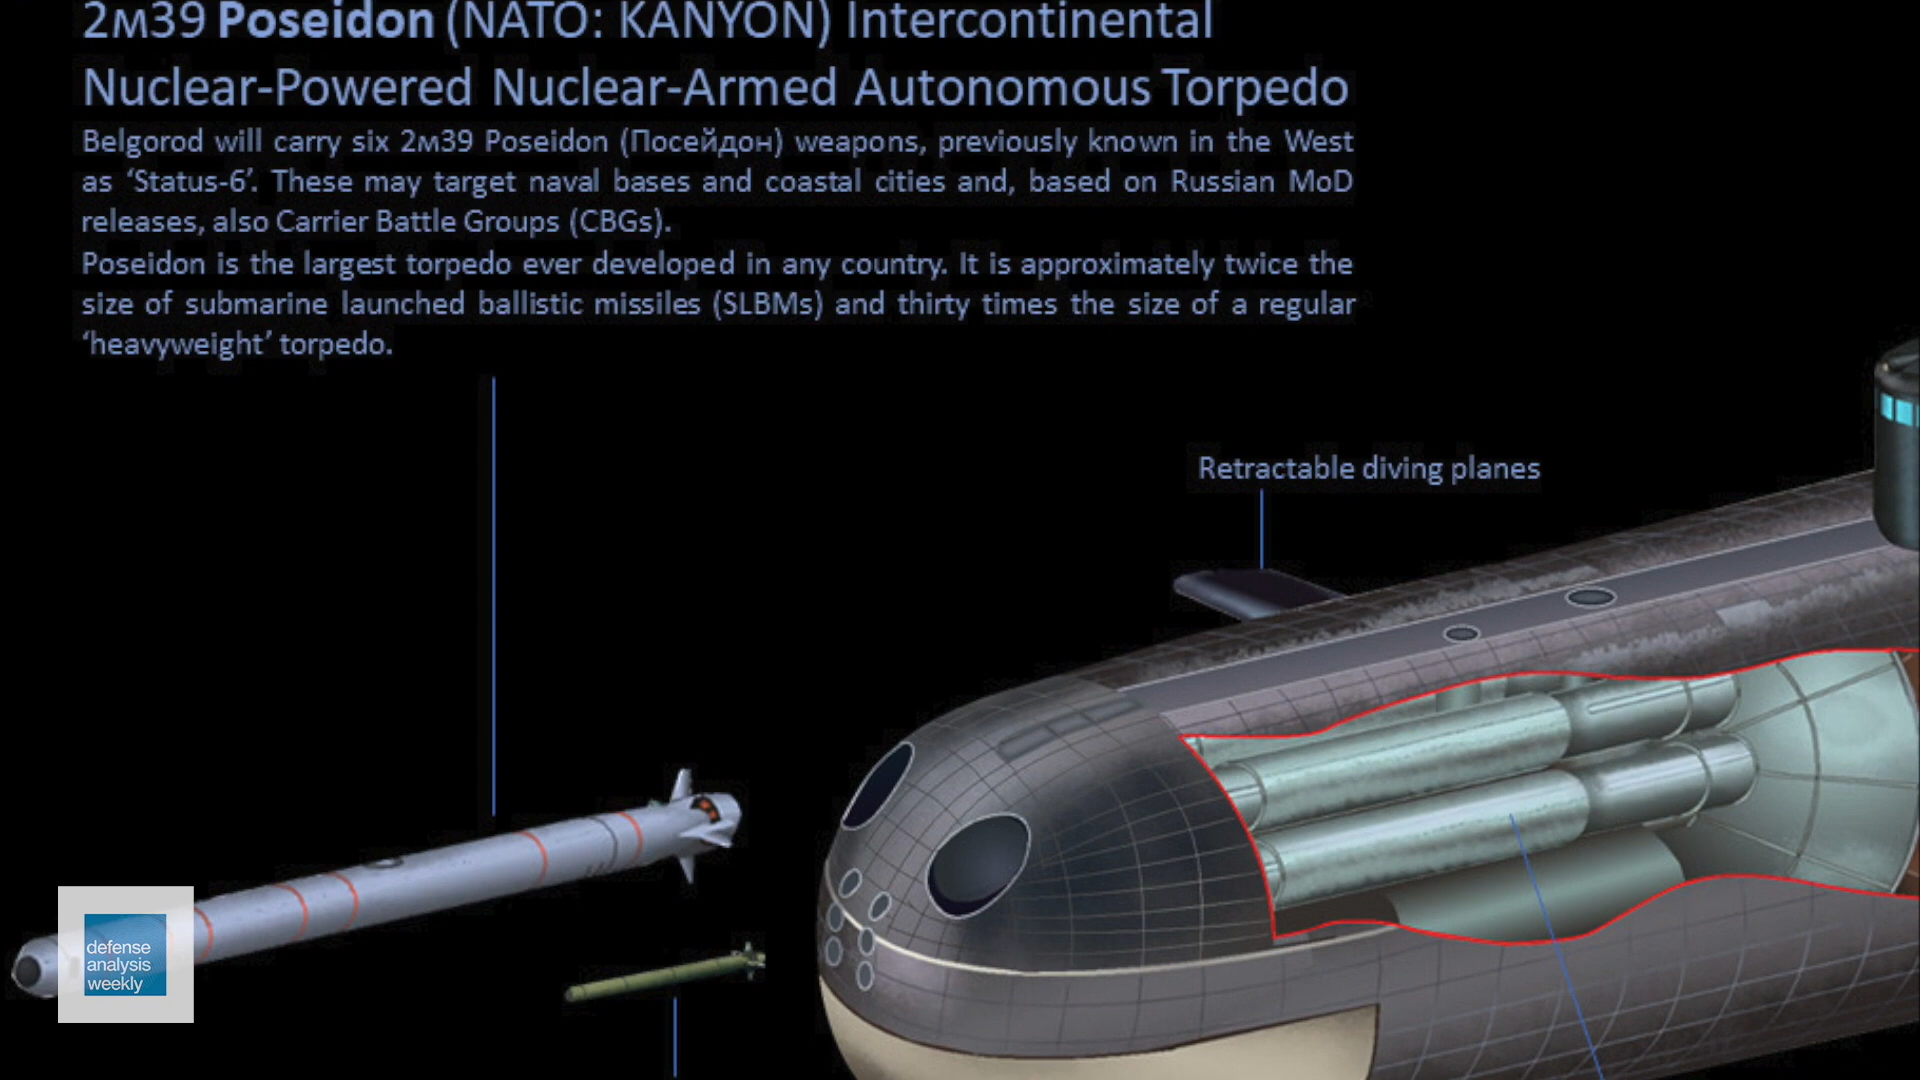 2м39 Poseidon (NATO: KANYON) Intercontinental
Nuclear-Powered Nuclear-Armed Autonomous Torpedo
Belgorod will carry six 2м39 Poseidon (Посейдон) weapons, previously known in the West
as ‘Status-6’. These may target naval bases and coastal cities and, based on Russian MoD
releases, also Carrier Battle Groups (CBGs).
Poseidon is the largest torpedo ever developed in any country. It is approximately twice the
size of submarine launched ballistic missiles (SLBMs) and thirty times the size of a regular
‘heavyweight’ torpedo.
Retractable diving planes
defense
analysis
weekly